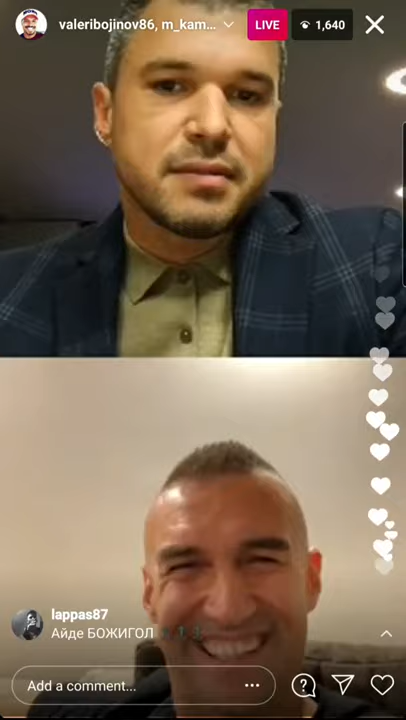 valeribojinov86, m_kam...
LIVE
1,640
lappas87
Айде БОЖИГОЛ
Add a comment...